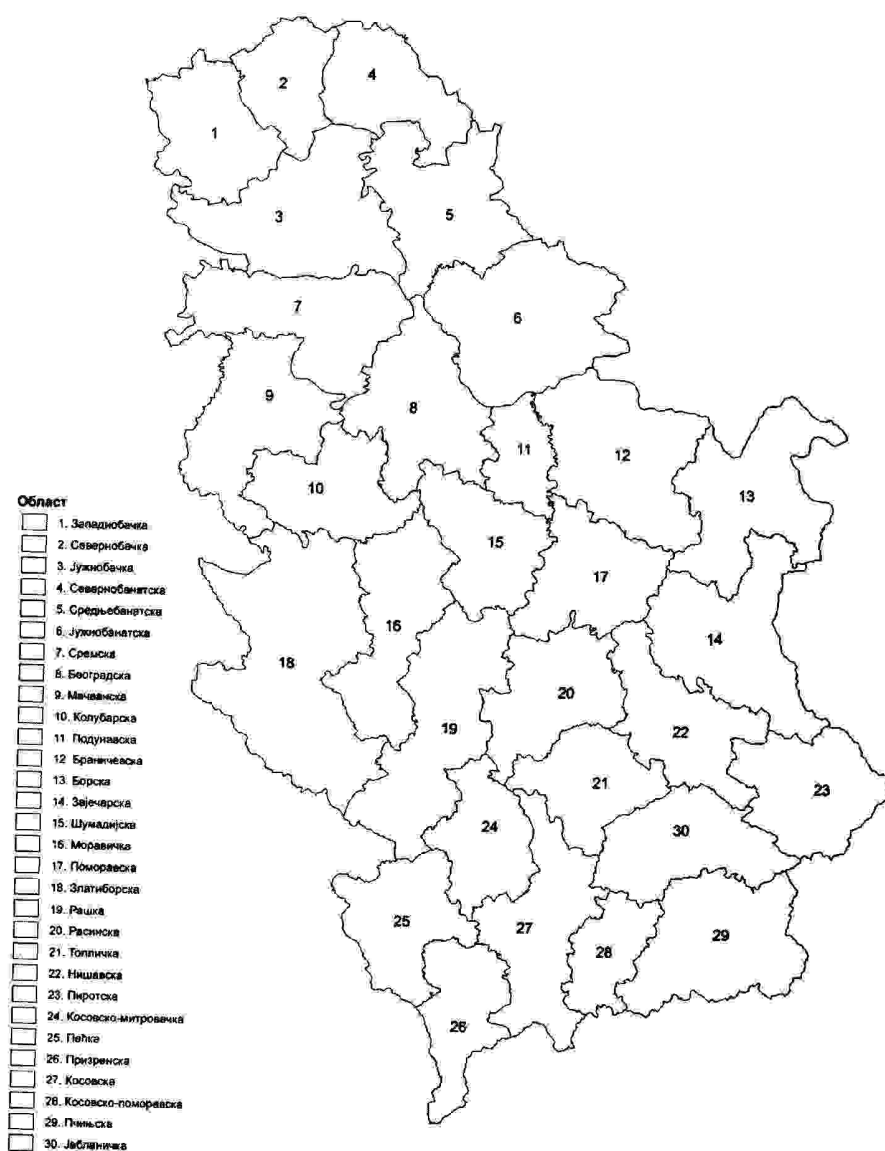 1
2
4
3
5
7
6
9
8
11
12
13
10
15
17
14
16
18
20
19
22
21
23
24
30
25
27
29
28
26
Област
1. Западнобачка
2. Севернобачка
3. Јужнобачка
4. Севернобанатска
5. Средњебанатска
6. Јужнобанатска
7. Сремска
8. Београдска
9. Мачванска
10. Колубарска
11. Подунавска
12. Браничевска
13. Борска
14. Зајечарска
15. Шумадијска
16. Моравичка
17. Поморавска
18. Златиборска
19. Рашка
20. Расинска
21. Топличка
22. Нишавска
23. Пиротска
24. Косовско-митровачка
25. Пећка
26. Призренска
27. Косовска
28. Косовско-поморавска
29. Пчињска
30. Јабланичка